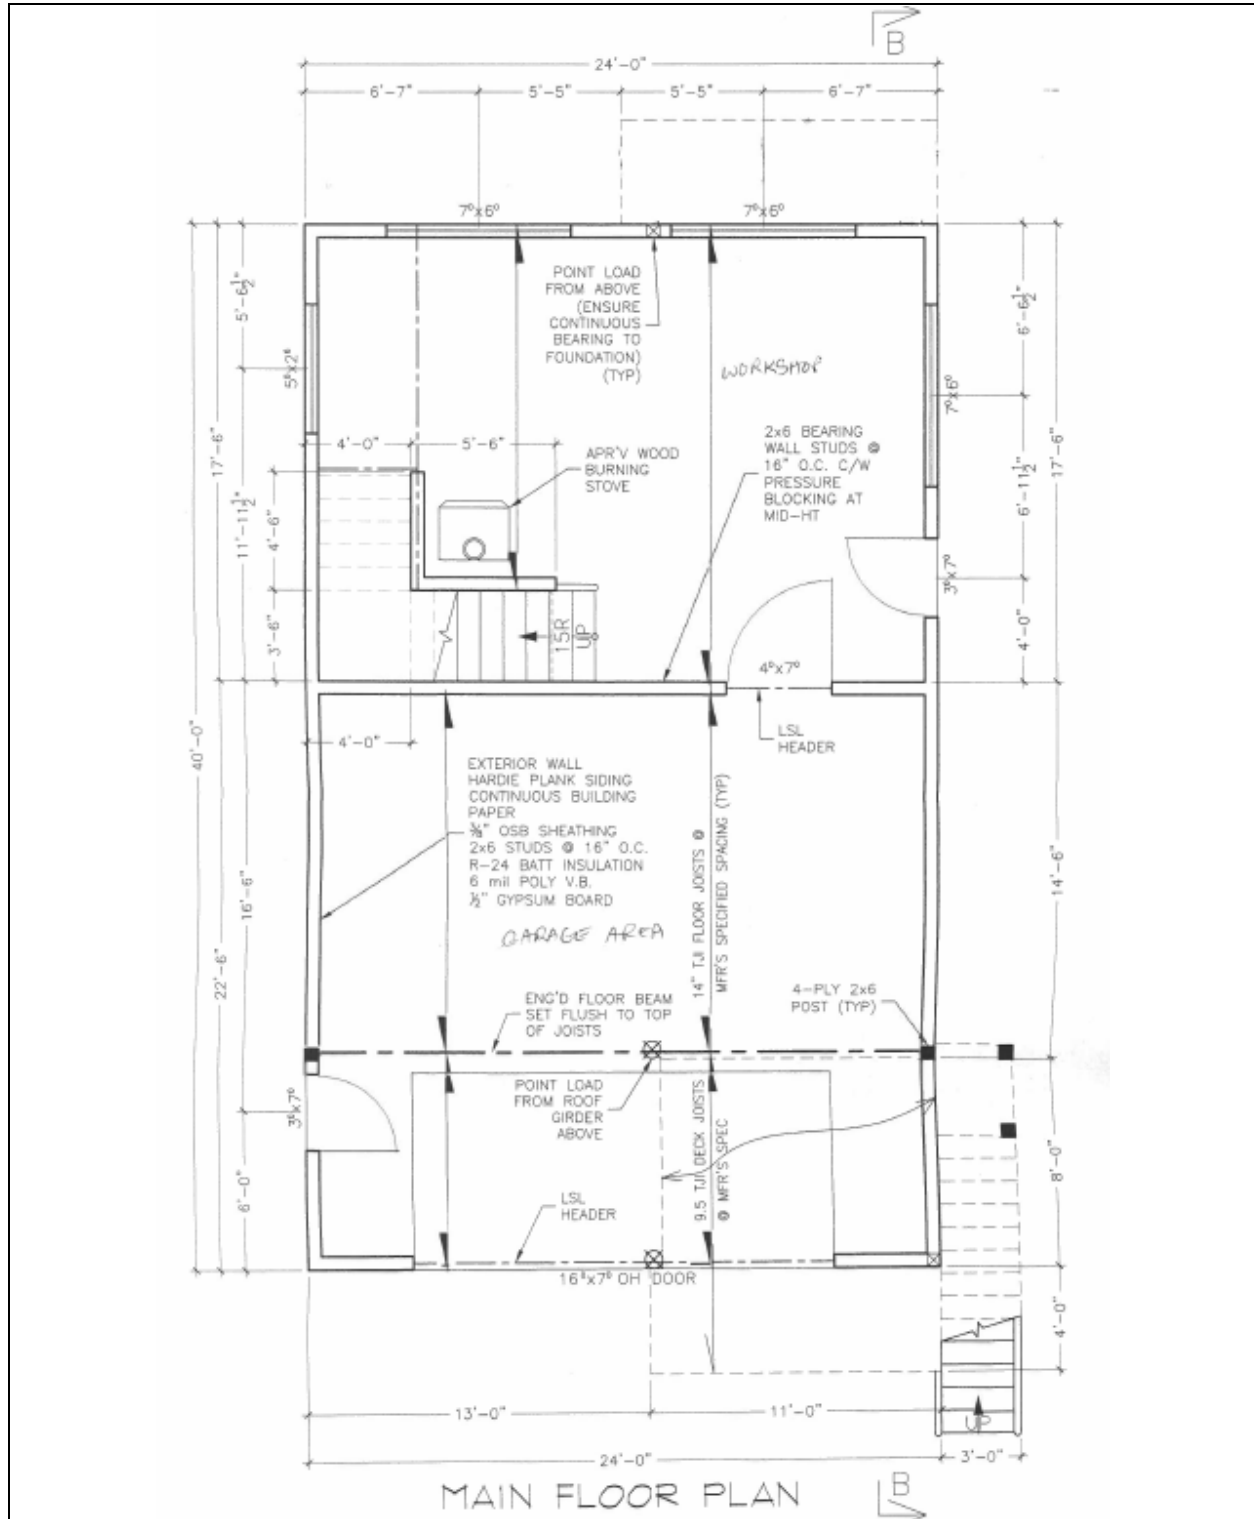 B
24'-0"
6'-7" 5'-5" 5'-5" 6'-7"
7⁰x6⁰ 7⁰x6⁰
POINT LOAD
FROM ABOVE
(ENSURE
CONTINUOUS
BEARING TO
FOUNDATION)
(TYP)
WORKSHOP
5'-6½"
6'-6½"
7⁰x6⁰
17'-6"
17'-6"
4'-0" 5'-6"
APR'V WOOD
BURNING
STOVE
2x6 BEARING
WALL STUDS @
16" O.C. C/W
PRESSURE
BLOCKING AT
MID-HT
11'-11½"
4'-6"
6'-11½"
3⁰x7⁰
3'-6"
15R
UP
4'-0"
4⁰x7⁰
LSL
HEADER
40'-0"
4'-0"
EXTERIOR WALL
HARDIE PLANK SIDING
CONTINUOUS BUILDING
PAPER
⅜" OSB SHEATHING
2x6 STUDS @ 16" O.C.
R-24 BATT INSULATION
6 mil POLY V.B.
½" GYPSUM BOARD
GARAGE AREA
14" TJI FLOOR JOISTS @
MFR'S SPECIFIED SPACING (TYP)
14'-6"
16'-6"
22'-6"
ENG'D FLOOR BEAM
SET FLUSH TO TOP
OF JOISTS
4-PLY 2x6
POST (TYP)
3⁰x7⁰
POINT LOAD
FROM ROOF
GIRDER
ABOVE
9.5 TJI DECK JOISTS
@ MFR'S SPEC
8'-0"
6'-0"
LSL
HEADER
16⁰x7⁰ OH DOOR
4'-0"
UP
13'-0" 11'-0"
24'-0" 3'-0"
MAIN FLOOR PLAN
B